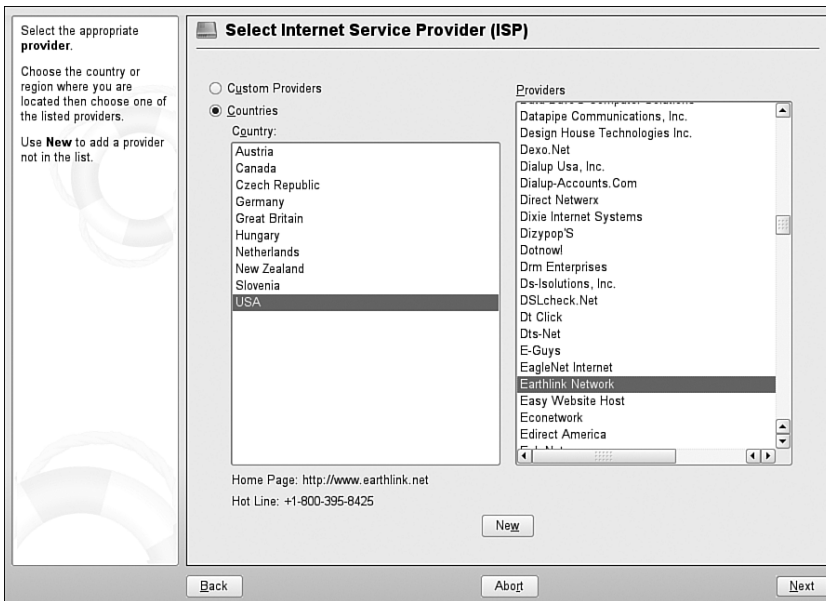 Select the appropriate
provider.
Choose the country or
region where you are
located then choose one of
the listed providers.
Use New to add a provider
not in the list.
Select Internet Service Provider (ISP)
Custom Providers
Countries
Country:
Austria
Canada
Czech Republic
Germany
Great Britain
Hungary
Netherlands
New Zealand
Slovenia
USA
Providers
Datapipe Communications, Inc.
Design House Technologies Inc.
Dexo.Net
Dialup Usa, Inc.
Dialup-Accounts.Com
Direct Netwerx
Dixie Internet Systems
Dizypop'S
Dotnow!
Drm Enterprises
Ds-Isolutions, Inc.
DSLcheck.Net
Dt Click
Dts-Net
E-Guys
EagleNet Internet
Earthlink Network
Easy Website Host
Econetwork
Edirect America
Home Page: http://www.earthlink.net
Hot Line: +1-800-395-8425
New
Back
Abort
Next